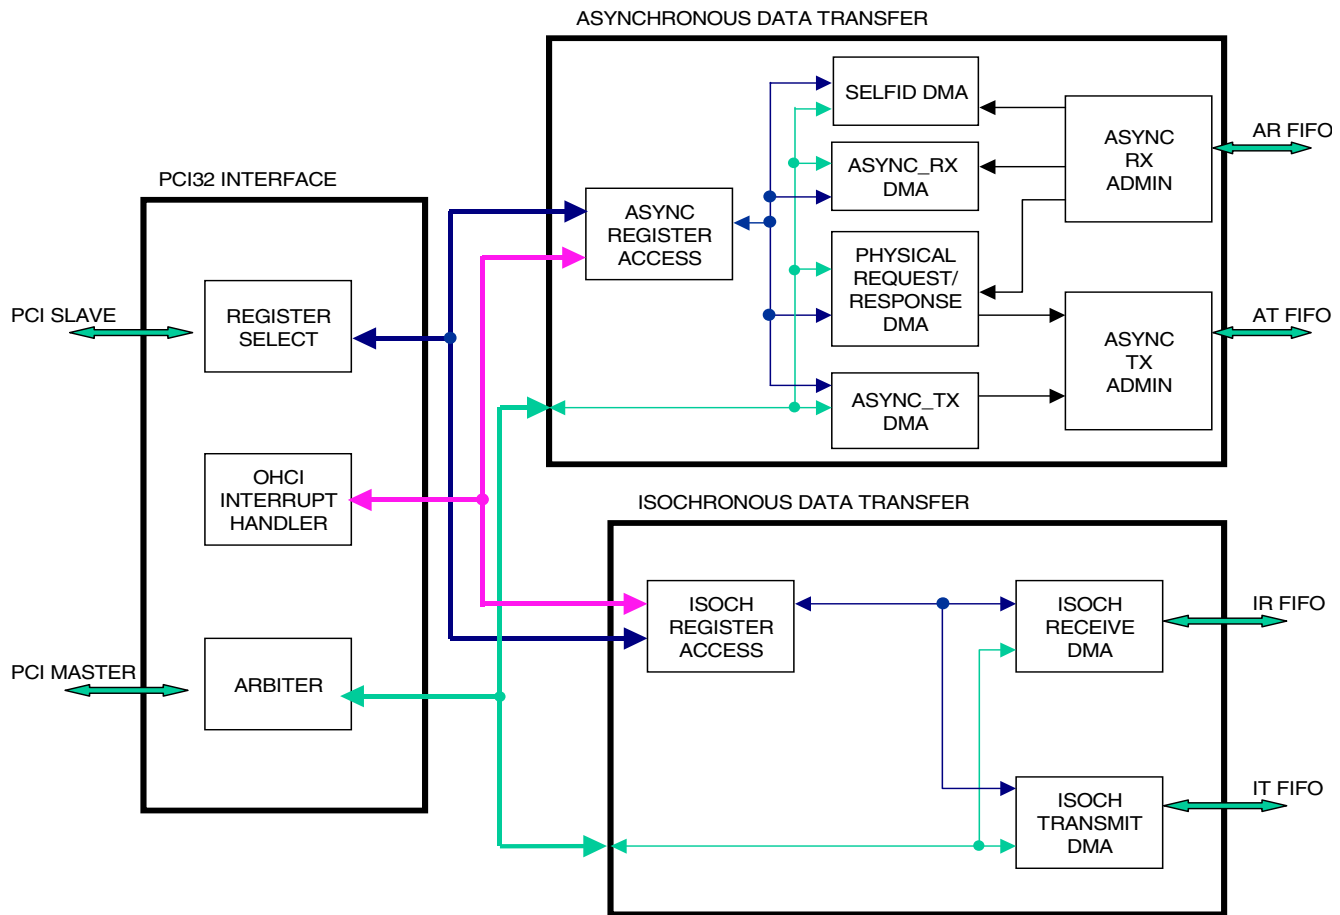 ASYNCHRONOUS DATA TRANSFER
SELFID DMA
ASYNC
RX
ADMIN
AR FIFO
ASYNC_RX
DMA
PCI32 INTERFACE
ASYNC
REGISTER
ACCESS
PHYSICAL
REQUEST/
RESPONSE
DMA
PCI SLAVE
REGISTER
SELECT
ASYNC
TX
ADMIN
AT FIFO
ASYNC_TX
DMA
OHCI
INTERRUPT
HANDLER
ISOCHRONOUS DATA TRANSFER
ISOCH
REGISTER
ACCESS
ISOCH
RECEIVE
DMA
IR FIFO
PCI MASTER
ARBITER
ISOCH
TRANSMIT
DMA
IT FIFO